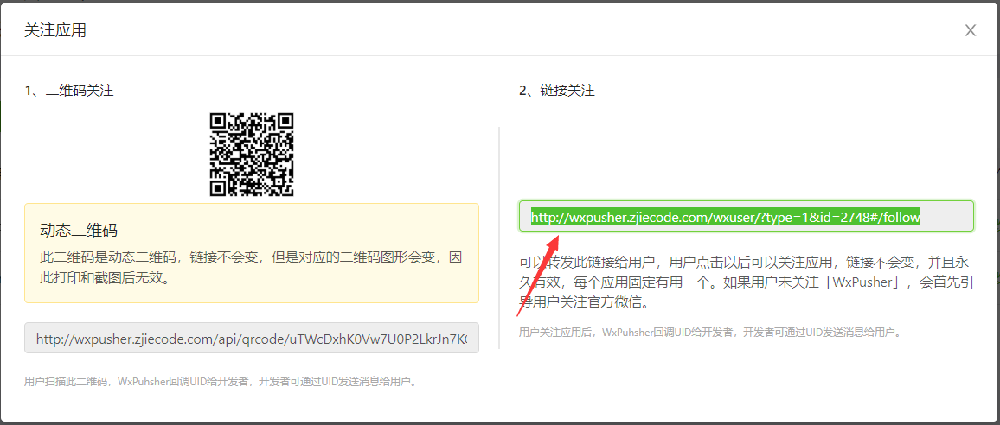 关注应用
1、二维码关注
动态二维码
此二维码是动态二维码，链接不会变，但是对应的二维码图形会变，因
此打印和截图后无效。
http://wxpusher.zjiecode.com/api/qrcode/uTWcDxhK0Vw7U0P2LkrJn7K
用户扫描此二维码，WxPuhsher回调UID给开发者，开发者可通过UID发送消息给用户。
2、链接关注
http://wxpusher.zjiecode.com/wxuser/?type=1&id=2748#/follow
可以转发此链接给用户，用户点击以后可以关注应用，链接不会变，并且永
久有效，每个应用固定有用一个。如果用户未关注「WxPusher」，会首先引
导用户关注官方微信。
用户关注应用后，WxPuhsher回调UID给开发者，开发者可通过UID发送消息给用户。